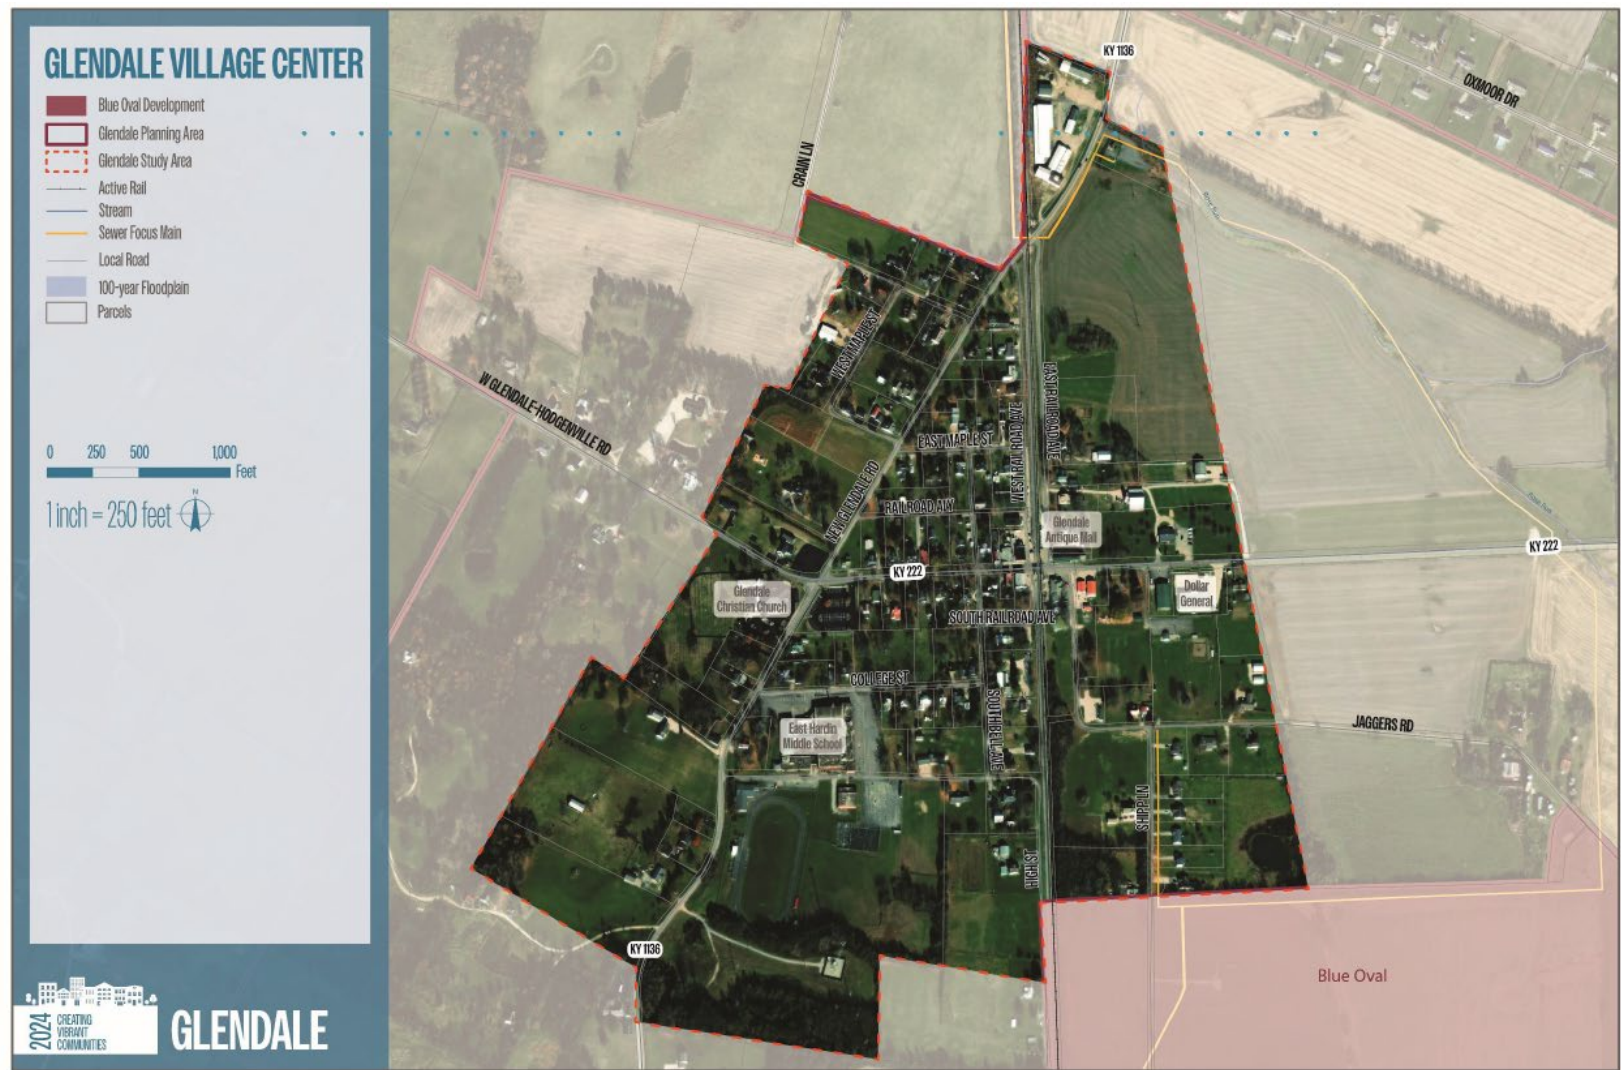 GLENDALE VILLAGE CENTER
Blue Oval Development
Glendale Planning Area
Glendale Study Area
Active Rail
Stream
Sewer Focus Main
Local Road
100-year Floodplain
Parcels
0 250 500 1,000
Feet
1 inch = 250 feet
N
2024
CREATING
VIBRANT
COMMUNITIES
GLENDALE
KY 1136
OXMOOR DR
CRAIN LN
WEST MAPLE ST
W GLENDALE-HODGENVILLE RD
EAST RAILROAD AVE
WEST RAILROAD AVE
EAST MAPLE ST
NEW GLENDALE RD
RAILROAD AVY
Glendale
Antique Mall
KY 222
KY 222
Glendale
Christian Church
Dollar
General
SOUTH RAILROAD AVE
COLLEGE ST
SOUTH BELL AVE
East Hardin
Middle School
JAGGERS RD
SHIPP LN
HIGH ST
KY 1136
Blue Oval